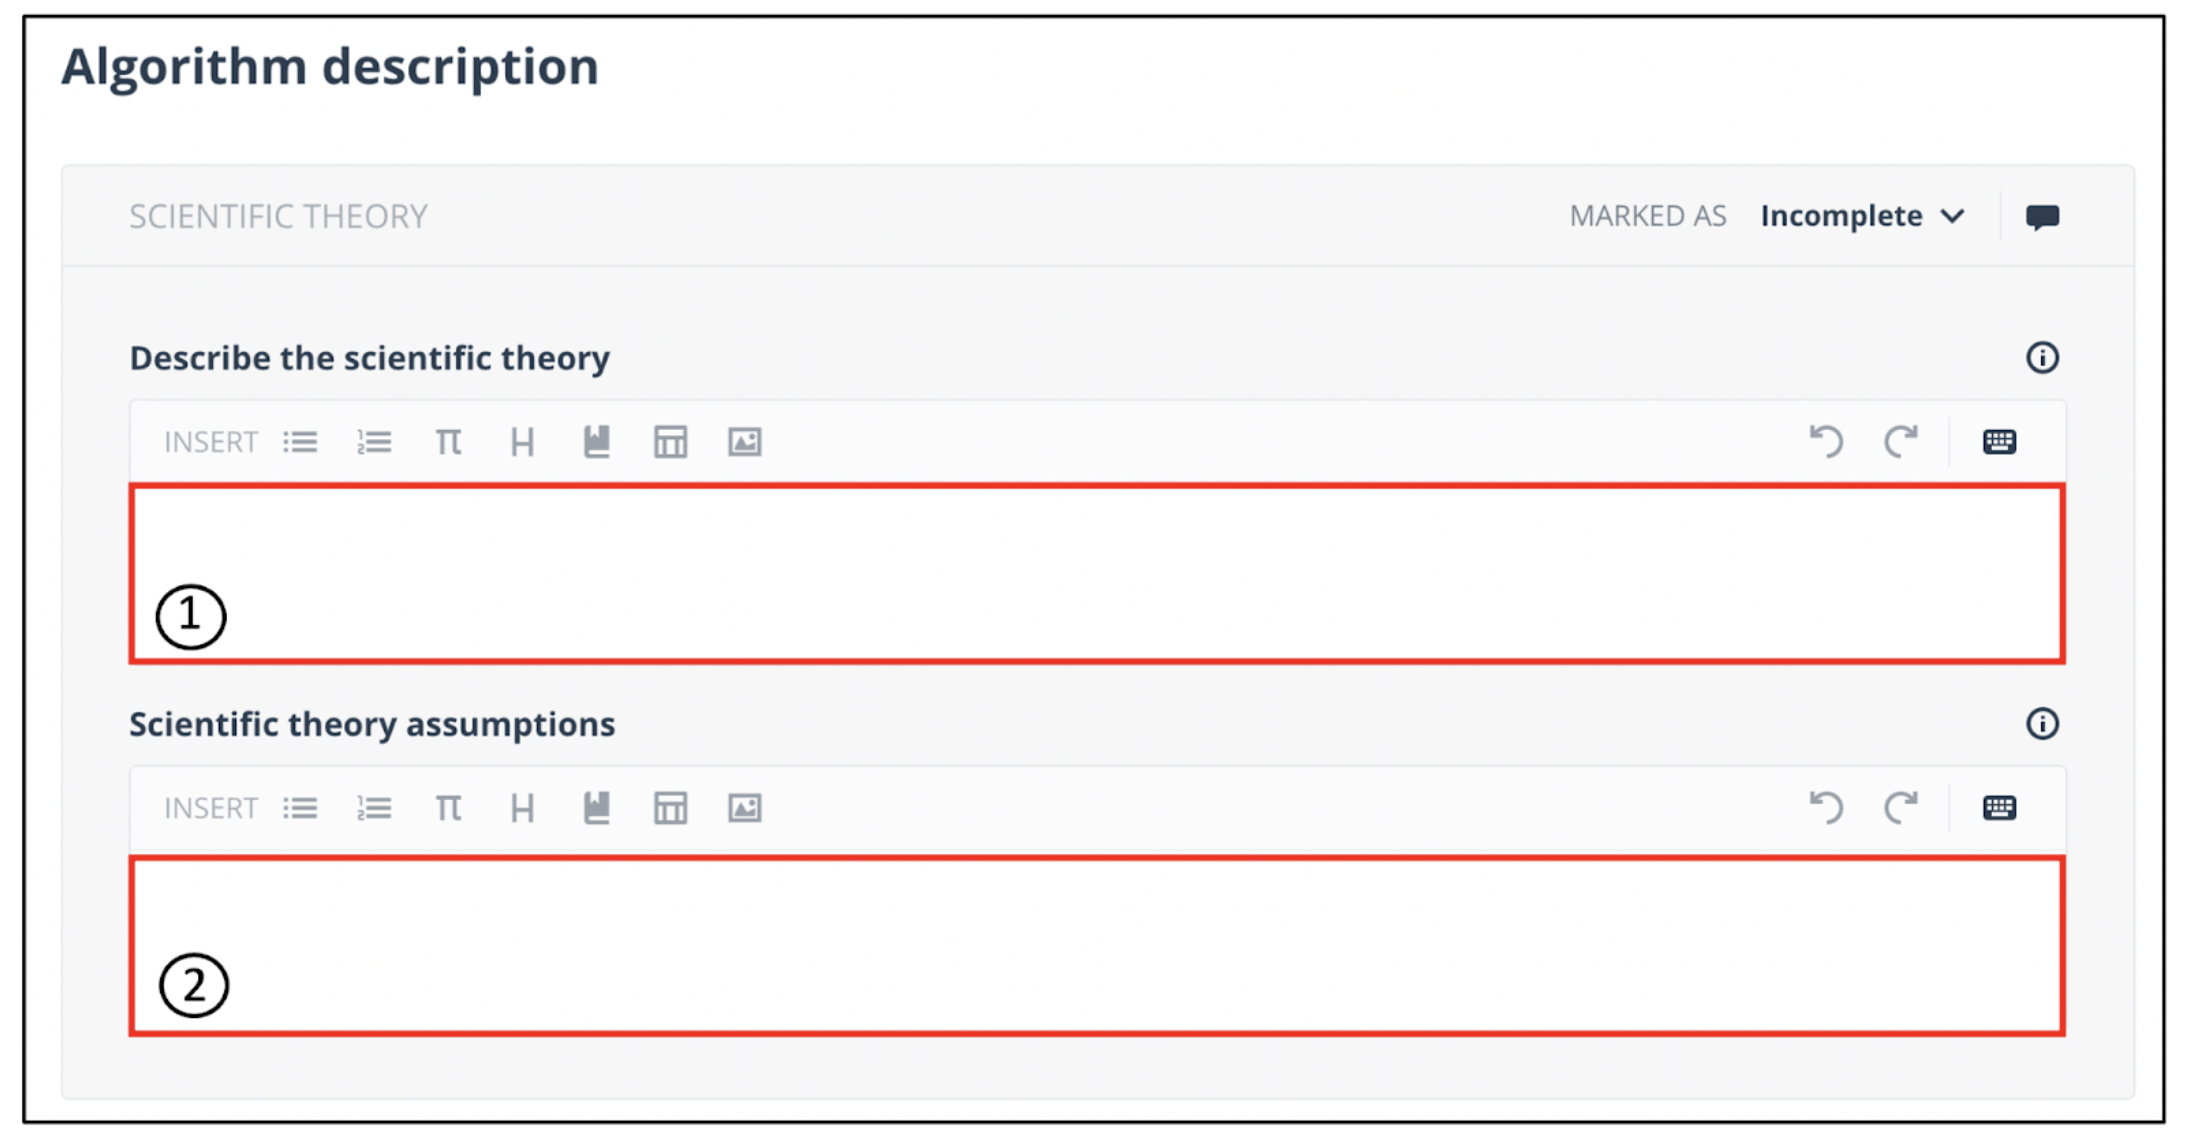 Algorithm description
SCIENTIFIC THEORY MARKED AS Incomplete
Describe the scientific theory
INSERT π H
1
Scientific theory assumptions
INSERT π H
2